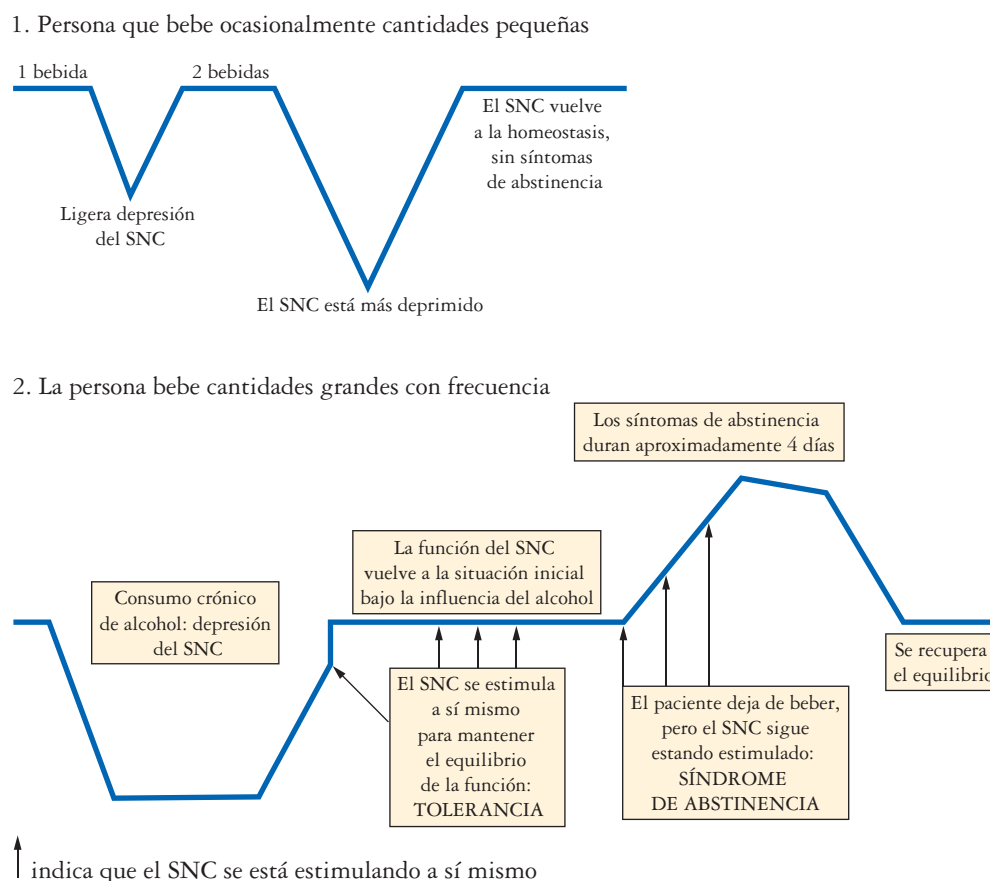 1. Persona que bebe ocasionalmente cantidades pequeñas
1 bebida
2 bebidas
El SNC vuelve
a la homeostasis,
sin síntomas
de abstinencia
Ligera depresión
del SNC
El SNC está más deprimido
2. La persona bebe cantidades grandes con frecuencia
Los síntomas de abstinencia
duran aproximadamente 4 días
La función del SNC
vuelve a la situación inicial
bajo la influencia del alcohol
Consumo crónico
de alcohol: depresión
del SNC
Se recupera
el equilibrio
El SNC se estimula
a sí mismo
para mantener
el equilibrio
de la función:
TOLERANCIA
El paciente deja de beber,
pero el SNC sigue
estando estimulado:
SÍNDROME
DE ABSTINENCIA
indica que el SNC se está estimulando a sí mismo